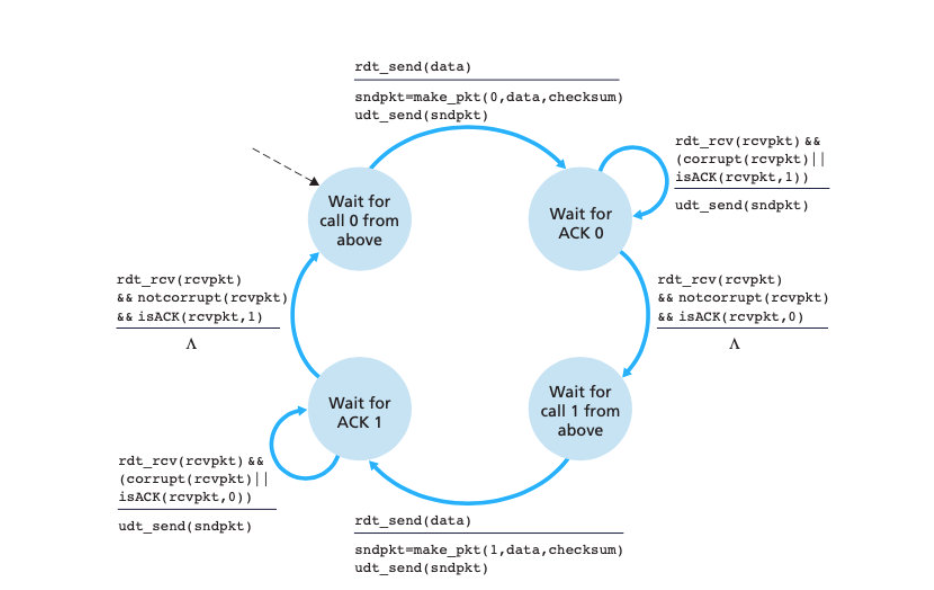 rdt_send(data)
sndpkt=make_pkt(0,data,checksum)
udt_send(sndpkt)
rdt_rcv(rcvpkt) &&
(corrupt(rcvpkt)||
isACK(rcvpkt,1))
udt_send(sndpkt)
Wait for
call 0 from
above
Wait for
ACK 0
rdt_rcv(rcvpkt)
&& notcorrupt(rcvpkt)
&& isACK(rcvpkt,1)
Λ
rdt_rcv(rcvpkt)
&& notcorrupt(rcvpkt)
&& isACK(rcvpkt,0)
Λ
Wait for
ACK 1
Wait for
call 1 from
above
rdt_rcv(rcvpkt) &&
(corrupt(rcvpkt)||
isACK(rcvpkt,0))
udt_send(sndpkt)
rdt_send(data)
sndpkt=make_pkt(1,data,checksum)
udt_send(sndpkt)